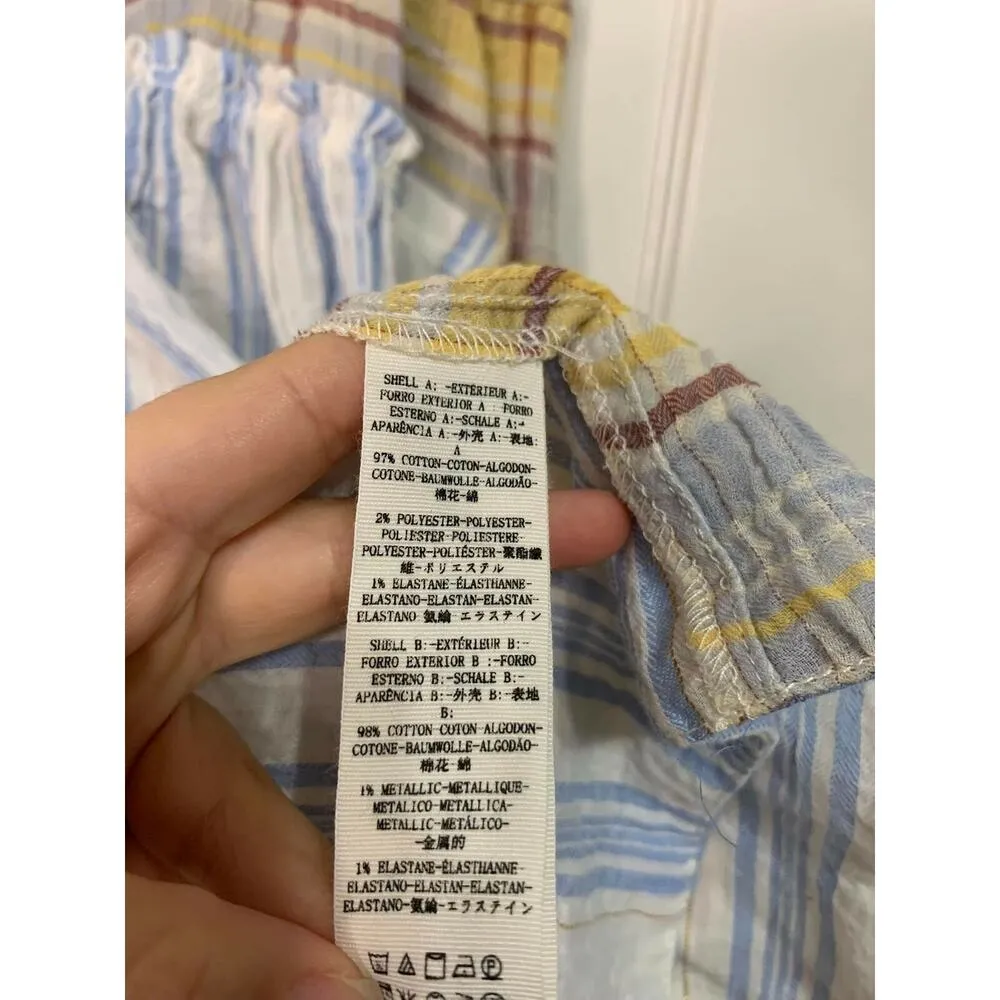 SHELL A: -EXTÉRIEUR A:-
FORRO EXTERIOR A : FORRO
ESTERNO A:-SCHALE A:-
APARÊNCIA A:-外壳 A:-表地:
A
97% COTTON-COTON-ALGODON-
COTONE-BAUMWOLLE-ALGODÃO-
棉花-綿
2% POLYESTER-POLYESTER-
POLIESTER-POLIESTERE-
POLYESTER-POLIÉSTER-聚酯纖
維-ポリエステル
1% ELASTANE-ÉLASTHANNE-
ELASTANO-ELASTAN-ELASTAN-
ELASTANO 氨綸 エラステイン
SHELL B:-EXTÉRIEUR B:-
FORRO EXTERIOR B :-FORRO
ESTERNO B:-SCHALE B:-
APARÊNCIA B:-外壳 B:-表地
B:
98% COTTON COTON ALGODON-
COTONE-BAUMWOLLE-ALGODÃO-
棉花 綿
1% METALLIC-METALLIQUE-
METALICO-METALLICA-
METALLIC-METÁLICO-
-金属的
1% ELASTANE-ÉLASTHANNE-
ELASTANO-ELASTAN-ELASTAN-
ELASTANO-氨綸-エラステイン